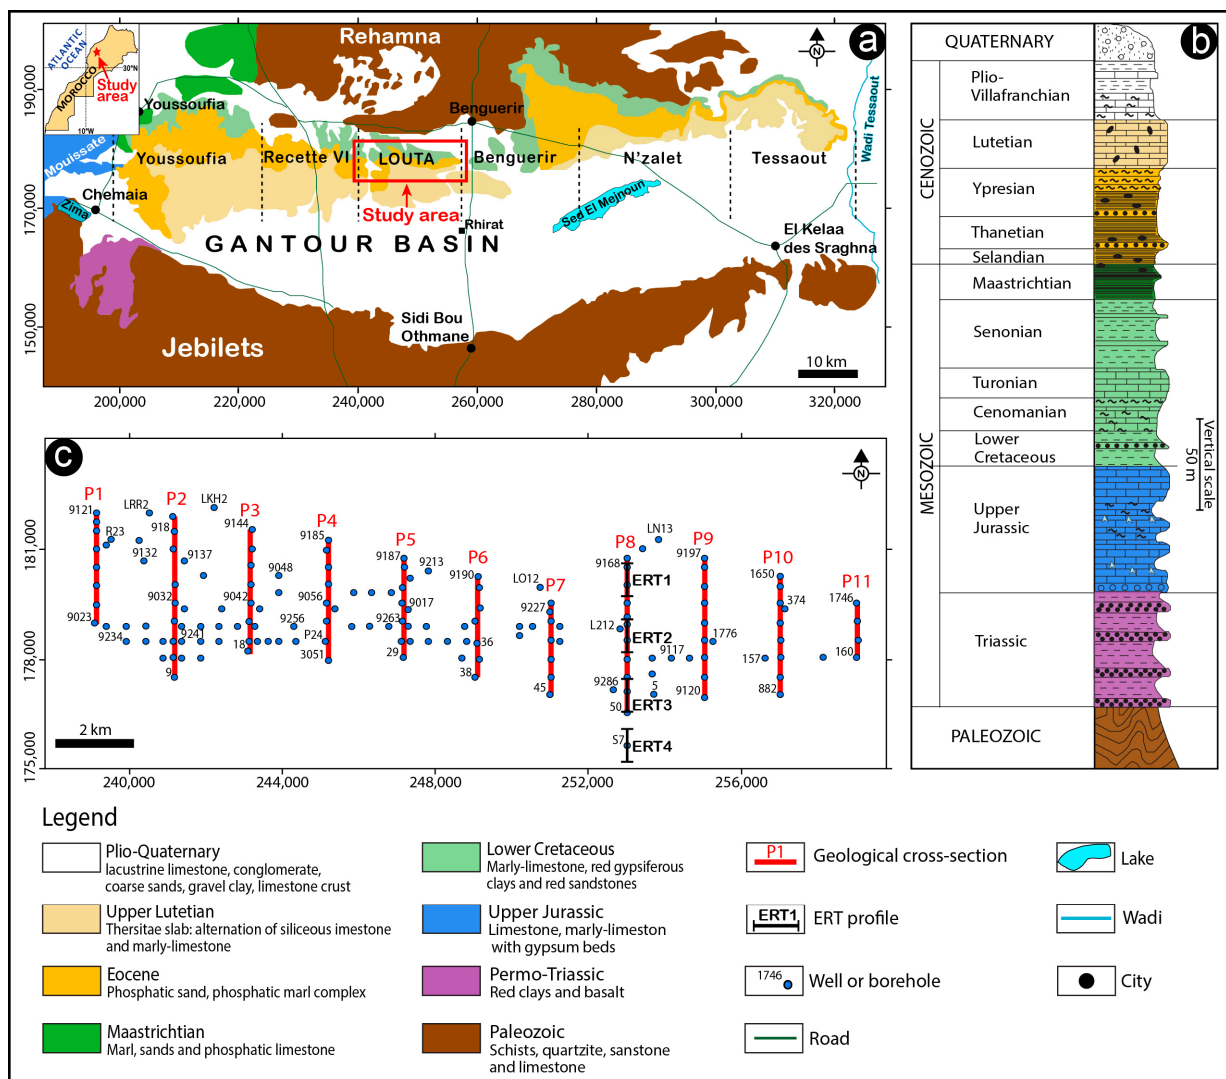 Rehamna
a
ATLANTIC
OCEAN
MOROCCO
30°N
Study
area
10°W
190,000
170,000
150,000
Youssoufia
Benguerir
Mouissate
Youssoufia
Recette VI
LOUTA
Benguerir
N'zalet
Tessaout
Wadi Tessaout
Chemaia
Zima
Study area
Rhirat
Sed El Mejnoun
GANTOUR BASIN
El Kelaa
des Sraghna
Sidi Bou
Othmane
Jebilets
10 km
N
200,000
220,000
240,000
260,000
280,000
300,000
320,000
b
QUATERNARY
CENOZOIC
Plio-
Villafranchian
Lutetian
Ypresian
Thanetian
Selandian
MESOZOIC
Maastrichtian
Senonian
Turonian
Cenomanian
Lower
Cretaceous
Upper
Jurassic
Triassic
PALEOZOIC
Vertical scale
50 m
c
N
181,000
178,000
175,000
P1
9121
R23
9023
9234
LRR2
9132
P2
918
9137
9032
9241
9
LKH2
P3
9144
9048
9042
18
9256
P4
9185
9056
P24
3051
P5
9187
9213
9017
9263
29
P6
9190
36
38
LO12
P7
9227
45
P8
9168
LN13
ERT1
L212
ERT2
9117
9286
5
50
ERT3
S7
ERT4
P9
9197
1776
9120
P10
1650
374
157
882
P11
1746
160
2 km
240,000
244,000
248,000
252,000
256,000
Legend
Plio-Quaternary
lacustrine limestone, conglomerate,
coarse sands, gravel clay, limestone crust
Upper Lutetian
Thersitae slab: alternation of siliceous imestone
and marly-limestone
Eocene
Phosphatic sand, phosphatic marl complex
Maastrichtian
Marl, sands and phosphatic limestone
Lower Cretaceous
Marly-limestone, red gypsiferous
clays and red sandstones
Upper Jurassic
Limestone, marly-limeston
with gypsum beds
Permo-Triassic
Red clays and basalt
Paleozoic
Schists, quartzite, sanstone
and limestone
P1
Geological cross-section
ERT1
ERT profile
1746
Well or borehole
Road
Lake
Wadi
City